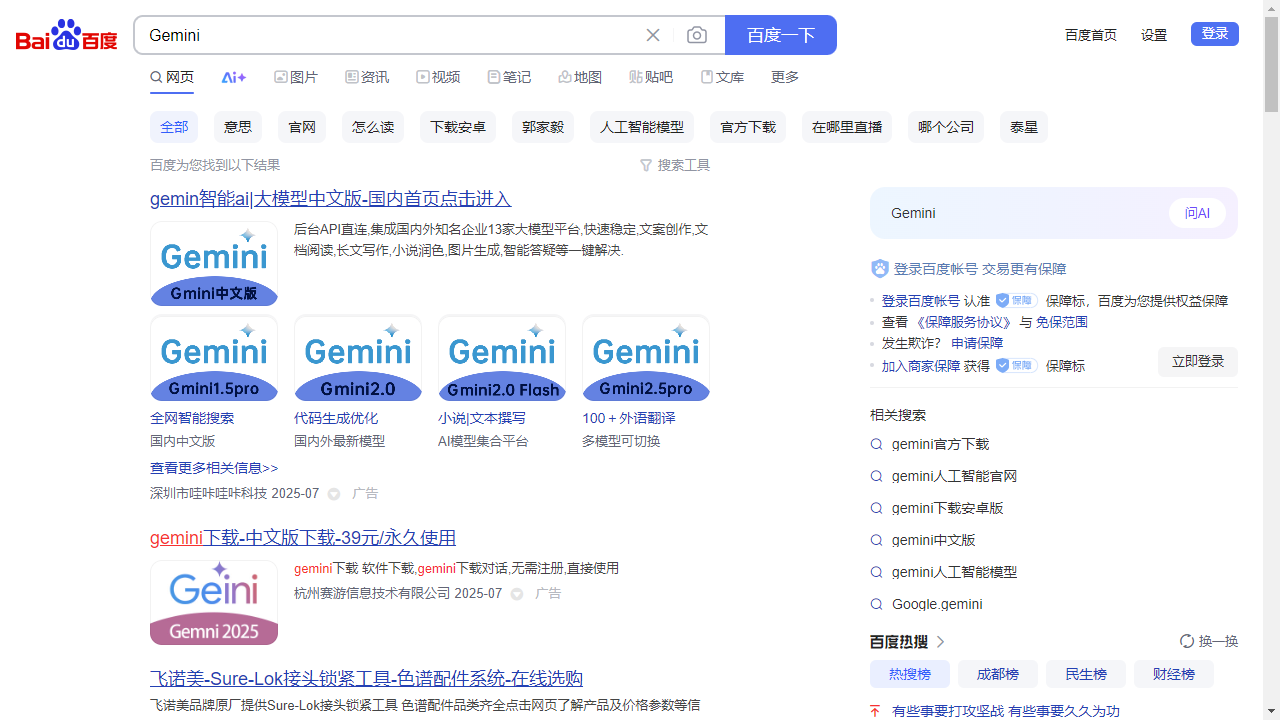 Bai du 百度
Gemini
百度一下
百度首页 设置 登录
网页 Ai+ 图片 资讯 视频 笔记 地图 贴吧 文库 更多
全部 意思 官网 怎么读 下载安卓 郭家毅 人工智能模型 官方下载 在哪里直播 哪个公司 泰星
百度为您找到以下结果
搜索工具
gemin智能ai|大模型中文版-国内首页点击进入
Gemini
Gmini中文版
后台API直连,集成国内外知名企业13家大模型平台,快速稳定,文案创作,文
档阅读,长文写作,小说润色,图片生成,智能答疑等一键解决.
Gemini Gemini Gemini Gemini
Gmini1.5pro Gmini2.0 Gmini2.0 Flash Gmini2.5pro
全网智能搜索 代码生成优化 小说|文本撰写 100 + 外语翻译
国内中文版 国内外最新模型 AI模型集合平台 多模型可切换
查看更多相关信息>>
深圳市哇咔哇咔科技 2025-07 广告
gemini下载-中文版下载-39元/永久使用
Geini
Gemni 2025
gemini下载 软件下载,gemini下载对话,无需注册,直接使用
杭州赛游信息技术有限公司 2025-07 广告
飞诺美-Sure-Lok接头锁紧工具-色谱配件系统-在线选购
飞诺美品牌原厂提供Sure-Lok接头锁紧工具 色谱配件品类齐全点击网页了解产品及价格参数等信
Gemini 问AI
登录百度帐号 交易更有保障
登录百度帐号 认准 保障 保障标，百度为您提供权益保障
查看 《保障服务协议》 与 免保范围
发生欺诈？ 申请保障
加入商家保障 获得 保障 保障标
立即登录
相关搜索
gemini官方下载
gemini人工智能官网
gemini下载安卓版
gemini中文版
gemini人工智能模型
Google.gemini
百度热搜 换一换
热搜榜 成都榜 民生榜 财经榜
有些事要打攻坚战 有些事要久久为功